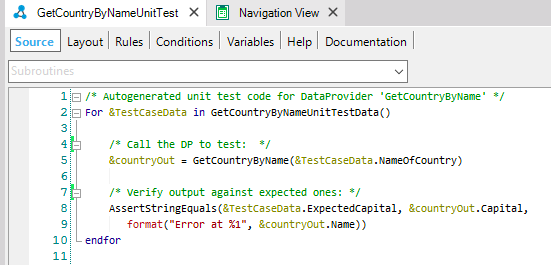 GetCountryByNameUnitTest X Navigation View X
Source Layout Rules Conditions Variables Help Documentation
Subroutines
1 /* Autogenerated unit test code for DataProvider 'GetCountryByName' */
2 For &TestCaseData in GetCountryByNameUnitTestData()
3
4 /* Call the DP to test:  */
5 &countryOut = GetCountryByName(&TestCaseData.NameOfCountry)
6
7 /* Verify output against expected ones: */
8 AssertStringEquals(&TestCaseData.ExpectedCapital, &countryOut.Capital,
9 format("Error at %1", &countryOut.Name))
10 endfor
11